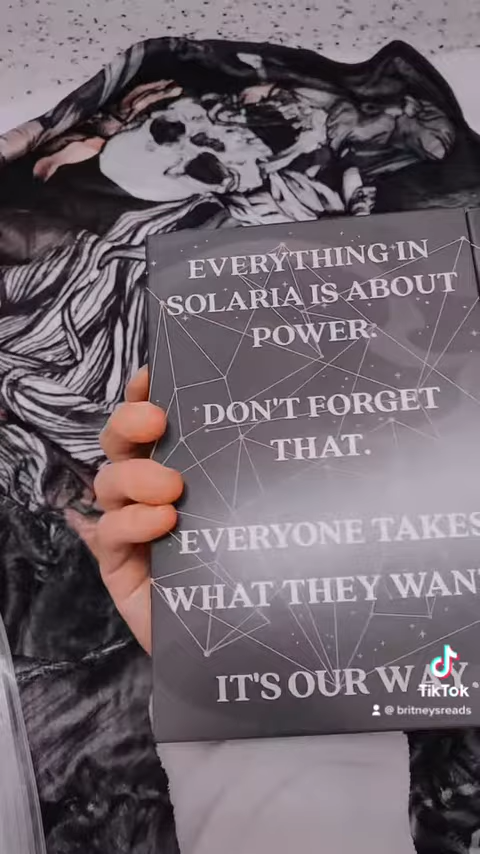 EVERYTHING IN
SOLARIA IS ABOUT
POWER.
DON'T FORGET
THAT.
EVERYONE TAKES
WHAT THEY WANT
IT'S OUR WAY
TikTok
@ britneysreads